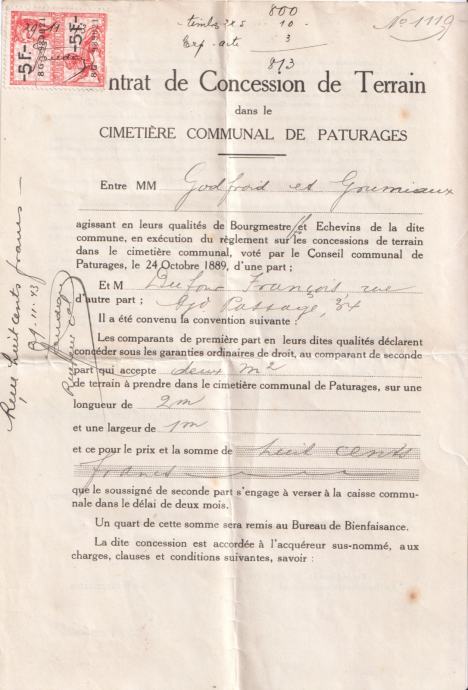 800
timbres 10
Exp. acte 3
813
No 1119
-5F-
-5F-
ntrat de Concession de Terrain
dans le
CIMETIÈRE COMMUNAL DE PATURAGES
Entre MM Godfroid et Goumiaux
agissant en leurs qualités de Bourgmestre et Echevins de la dite
commune, en exécution du règlement sur les concessions de terrain
dans le cimetière communal, voté par le Conseil communal de
Paturages, le 24 Octobre 1889, d'une part ;
Et M Dufour François, rue
d'autre part ; Passage, 34
Il a été convenu la convention suivante :
Les comparants de première part en leurs dites qualités déclarent
concéder sous les garanties ordinaires de droit, au comparant de seconde
part qui accepte deux m²
de terrain à prendre dans le cimetière communal de Paturages, sur une
longueur de 2m
et une largeur de 1m
et ce pour le prix et la somme de huit cents
francs
que le soussigné de seconde part s'engage à verser à la caisse commu-
nale dans le délai de deux mois.
Un quart de cette somme sera remis au Bureau de Bienfaisance.
La dite concession est accordée à l'acquéreur sus-nommé, aux
charges, clauses et conditions suivantes, savoir :
Reçu huit cents francs
9-11-43